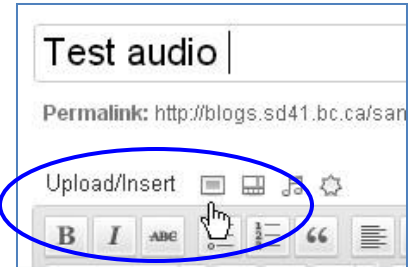 Test audio
Permalink: http://blogs.sd41.bc.ca/san
Upload/Insert
B I ABC